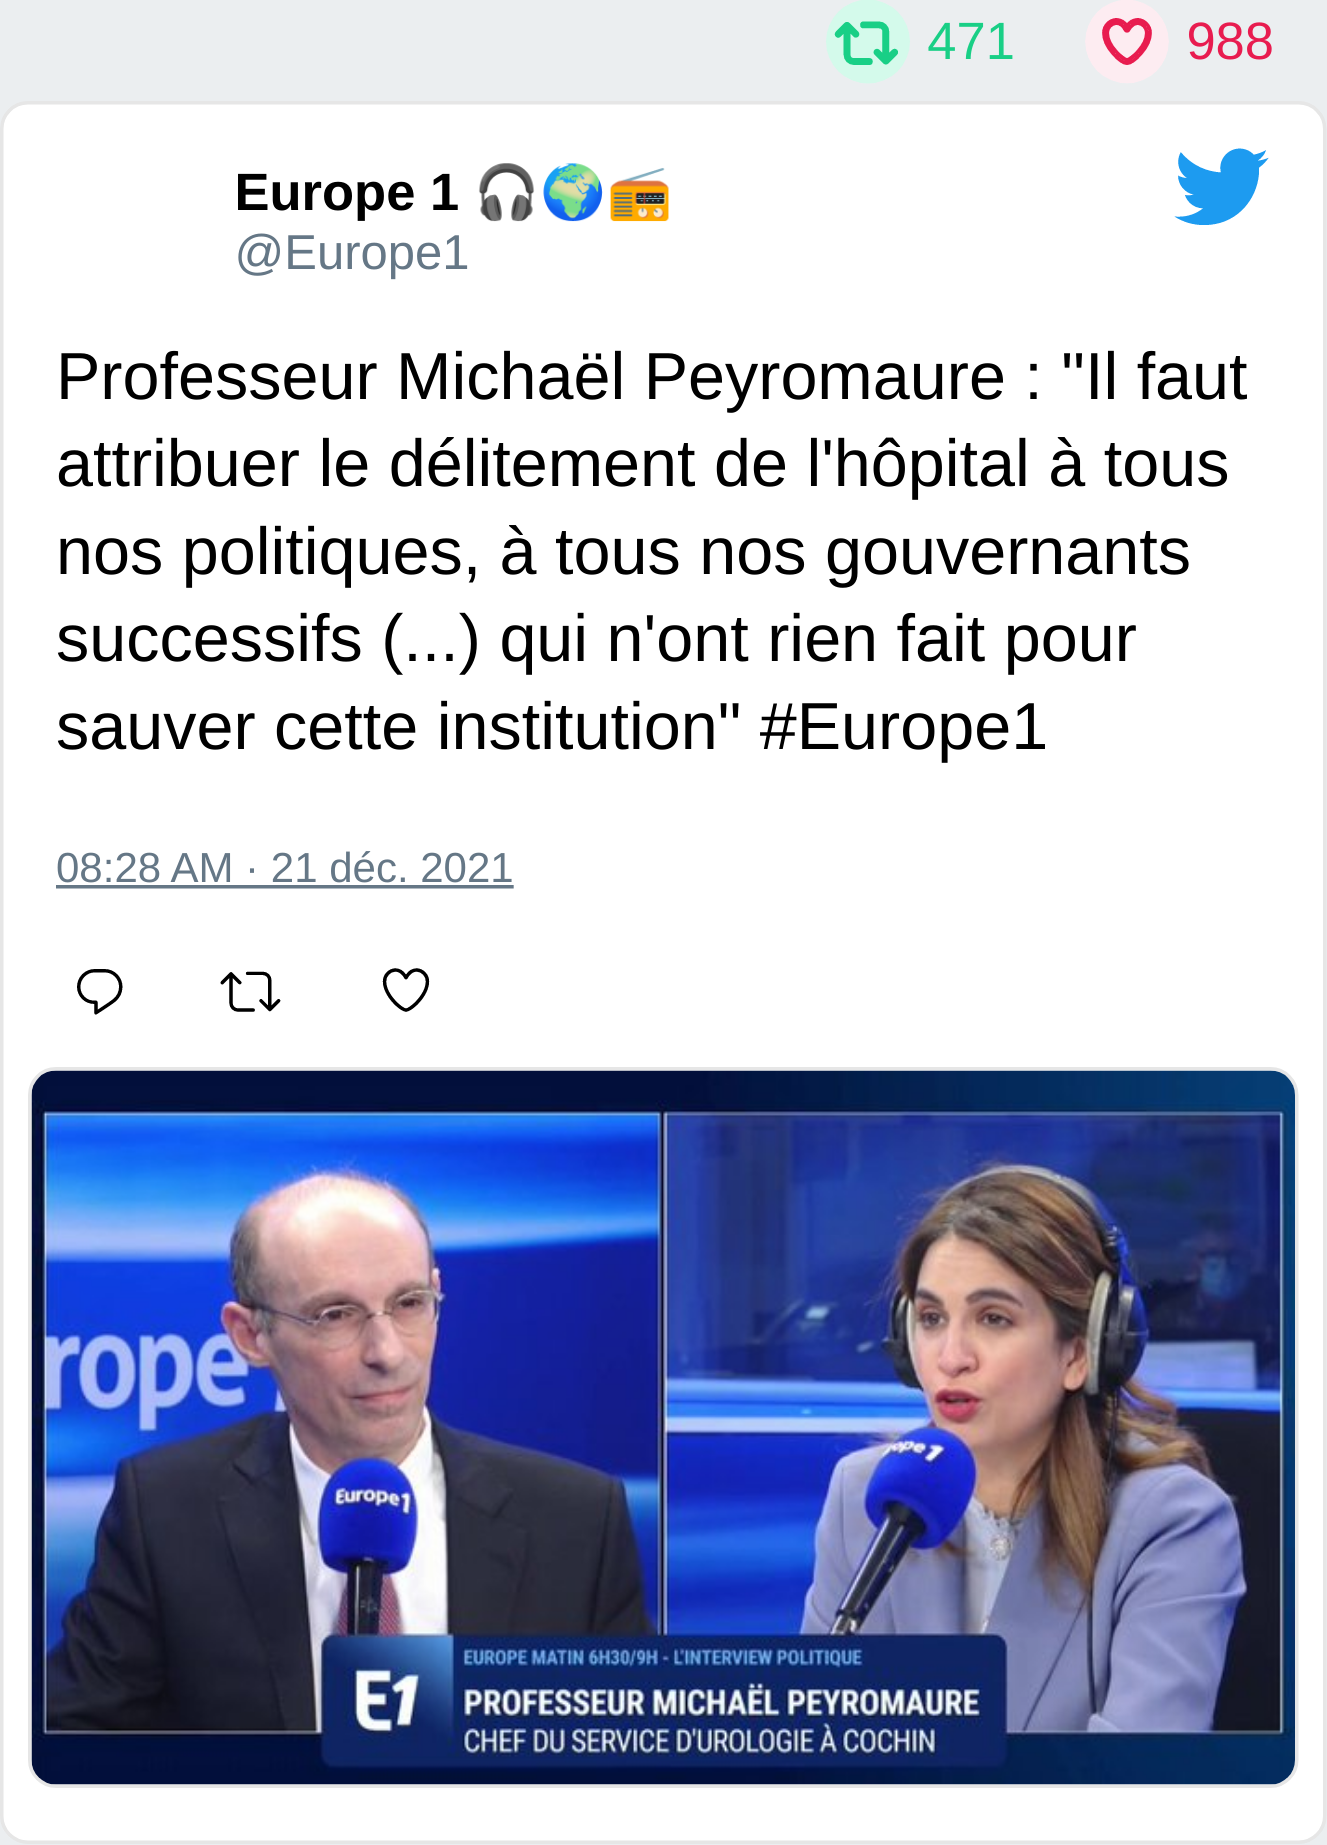 471 988
Europe 1 🎧🌍📻
@Europe1
Professeur Michaël Peyromaure : "Il faut
attribuer le délitement de l'hôpital à tous
nos politiques, à tous nos gouvernants
successifs (...) qui n'ont rien fait pour
sauver cette institution" #Europe1
08:28 AM · 21 déc. 2021
rope
Europe1
ope1
E1
EUROPE MATIN 6H30/9H - L'INTERVIEW POLITIQUE
PROFESSEUR MICHAËL PEYROMAURE
CHEF DU SERVICE D'UROLOGIE À COCHIN